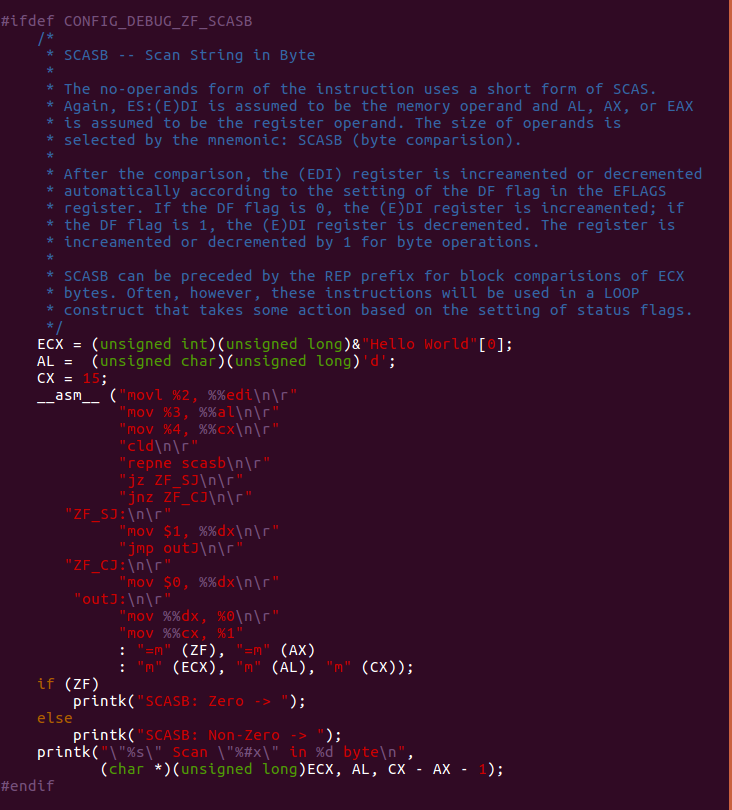 #ifdef CONFIG_DEBUG_ZF_SCASB
    /*
     * SCASB -- Scan String in Byte
     *
     * The no-operands form of the instruction uses a short form of SCAS.
     * Again, ES:(E)DI is assumed to be the memory operand and AL, AX, or EAX
     * is assumed to be the register operand. The size of operands is
     * selected by the mnemonic: SCASB (byte comparision).
     *
     * After the comparison, the (EDI) register is increamented or decremented
     * automatically according to the setting of the DF flag in the EFLAGS
     * register. If the DF flag is 0, the (E)DI register is increamented; if
     * the DF flag is 1, the (E)DI register is decremented. The register is
     * increamented or decremented by 1 for byte operations.
     *
     * SCASB can be preceded by the REP prefix for block comparisions of ECX
     * bytes. Often, however, these instructions will be used in a LOOP
     * construct that takes some action based on the setting of status flags.
     */
    ECX = (unsigned int)(unsigned long)&"Hello World"[0];
    AL =  (unsigned char)(unsigned long)'d';
    CX = 15;
    __asm__ ("movl %2, %%edi\n\r"
             "mov %3, %%al\n\r"
             "mov %4, %%cx\n\r"
             "cld\n\r"
             "repne scasb\n\r"
             "jz ZF_SJ\n\r"
             "jnz ZF_CJ\n\r"
       "ZF_SJ:\n\r"
             "mov $1, %%dx\n\r"
             "jmp outJ\n\r"
       "ZF_CJ:\n\r"
             "mov $0, %%dx\n\r"
        "outJ:\n\r"
             "mov %%dx, %0\n\r"
             "mov %%cx, %1"
             : "=m" (ZF), "=m" (AX)
             : "m" (ECX), "m" (AL), "m" (CX));
    if (ZF)
        printk("SCASB: Zero -> ");
    else
        printk("SCASB: Non-Zero -> ");
    printk("\"%s\" Scan \"%#x\" in %d byte\n",
           (char *)(unsigned long)ECX, AL, CX - AX - 1);
#endif